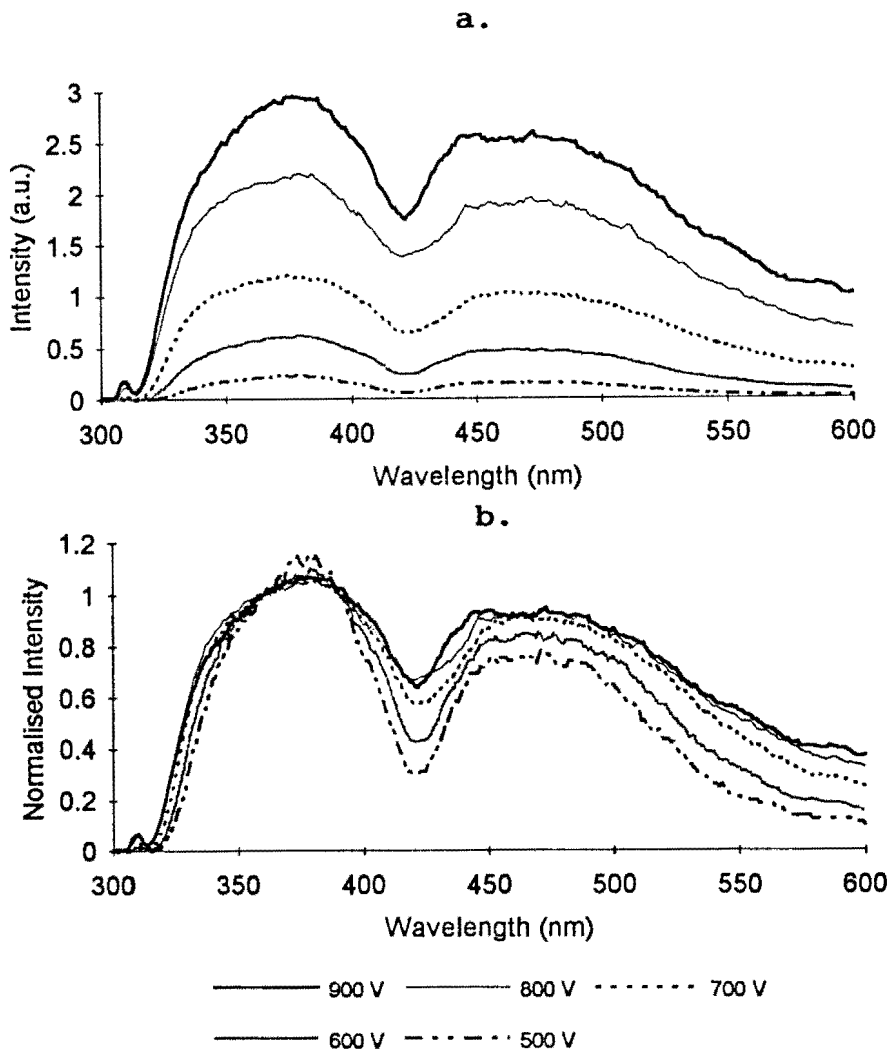 a.
3
2.5
2
1.5
1
0.5
0
Intensity (a.u.)
300 350 400 450 500 550 600
Wavelength (nm)
b.
1.2
1
0.8
0.6
0.4
0.2
0
Normalised Intensity
300 350 400 450 500 550 600
Wavelength (nm)
900 V 800 V 700 V
600 V 500 V